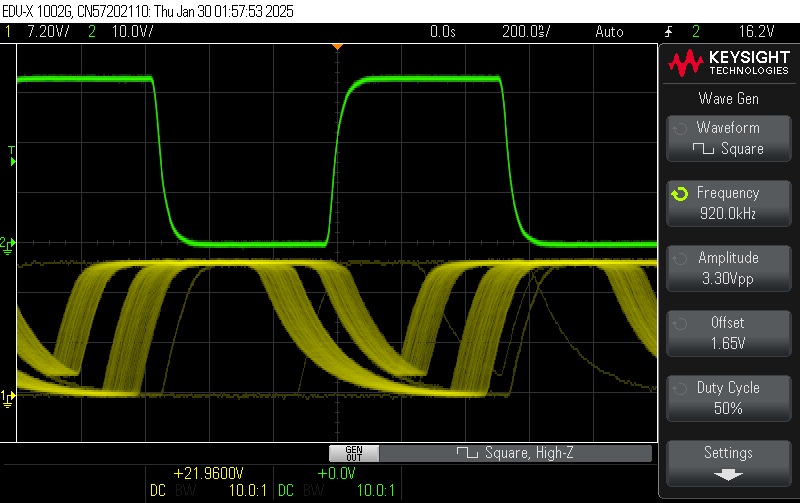 EDU-X 1002G, CN57202110: Thu Jan 30 01:57:53 2025
1 7.20V/ 2 10.0V/ 0.0s 200.0ns/ Auto 2 16.2V
KEYSIGHT
TECHNOLOGIES
Wave Gen
Waveform
Square
Frequency
920.0kHz
Amplitude
3.30Vpp
Offset
1.65V
Duty Cycle
50%
Settings
T
2
1
GEN
OUT
Square, High-Z
+21.9600V +0.0V
DC BW 10.0:1 DC BW 10.0:1